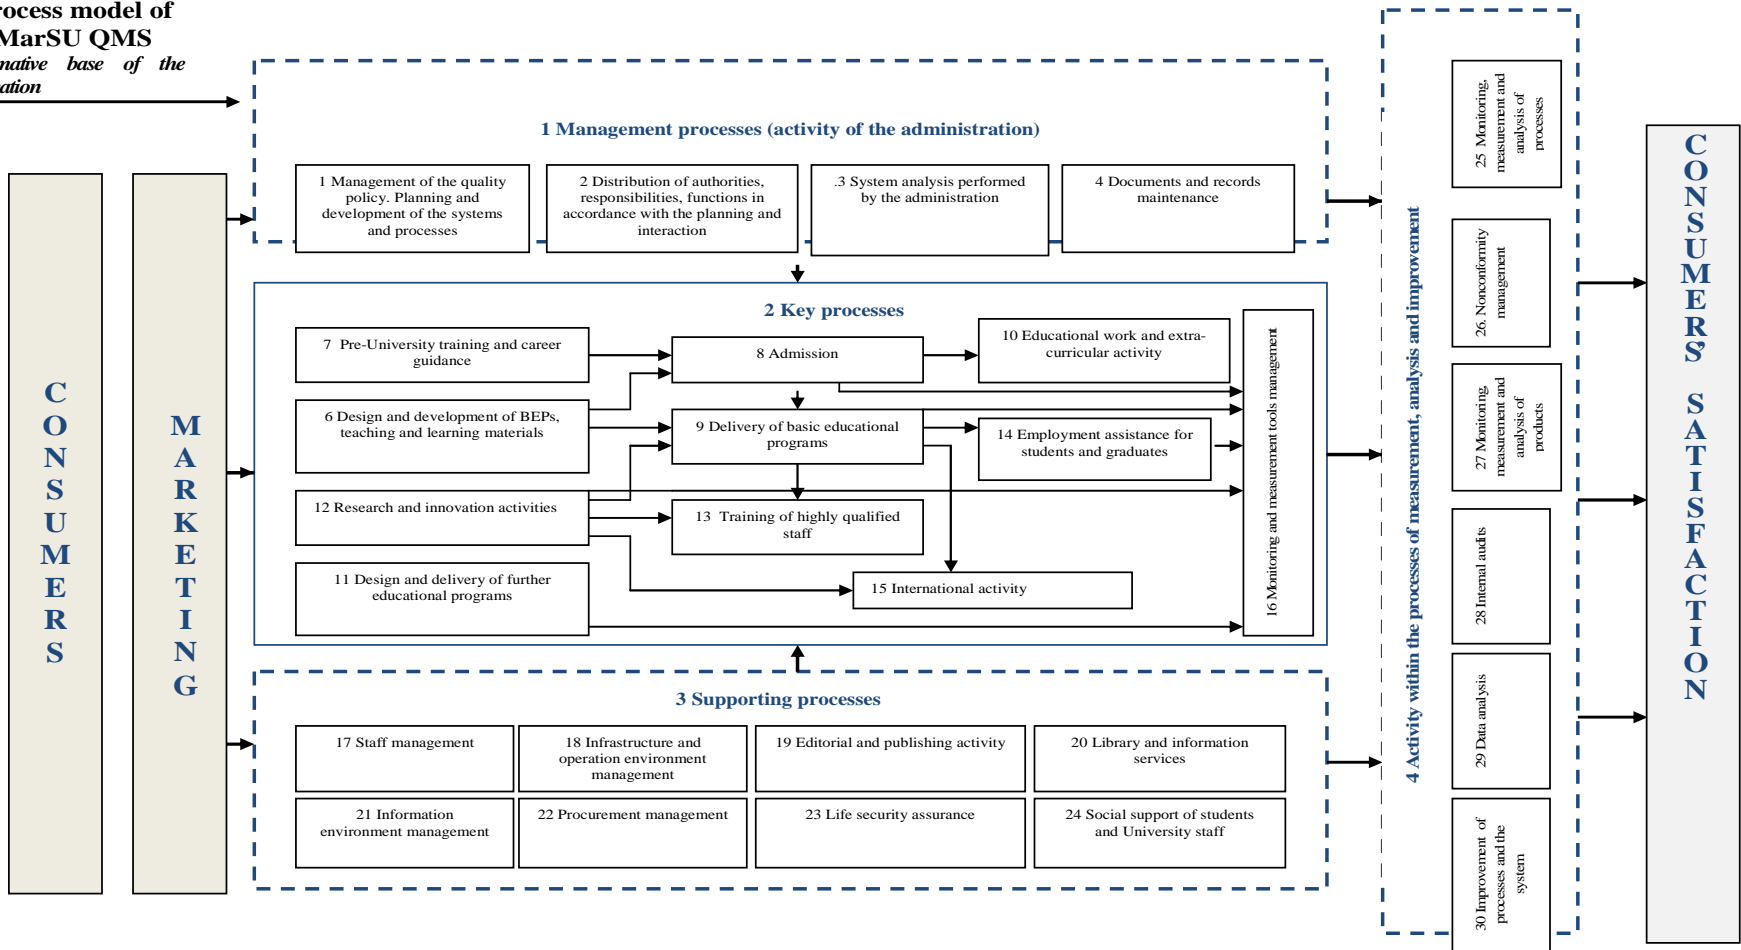 rocess model of
MarSU QMS
mative base of the
ation
CONSUMERS
MARKETING
1 Management processes (activity of the administration)
1 Management of the quality
policy. Planning and
development of the systems
and processes
2 Distribution of authorities,
responsibilities, functions in
accordance with the planning and
interaction
.3 System analysis performed
by the administration
4 Documents and records
maintenance
2 Key processes
7 Pre-University training and career
guidance
8 Admission
10 Educational work and extra-
curricular activity
6 Design and development of BEPs,
teaching and learning materials
9 Delivery of basic educational
programs
14 Employment assistance for
students and graduates
12 Research and innovation activities
13 Training of highly qualified
staff
11 Design and delivery of further
educational programs
15 International activity
16 Monitoring and measurement tools management
3 Supporting processes
17 Staff management
18 Infrastructure and
operation environment
management
19 Editorial and publishing activity
20 Library and information
services
21 Information
environment management
22 Procurement management
23 Life security assurance
24 Social support of students
and University staff
4 Activity within the processes of measurement, analysis and improvement
25 Monitoring,
measurement and
analysis of
processes
26. Nonconformity
management
27 Monitoring,
measurement and
analysis of
products
28 Internal audits
29 Data analysis
30 Improvement of
processes and the
system
CONSUMERS' SATISFACTION